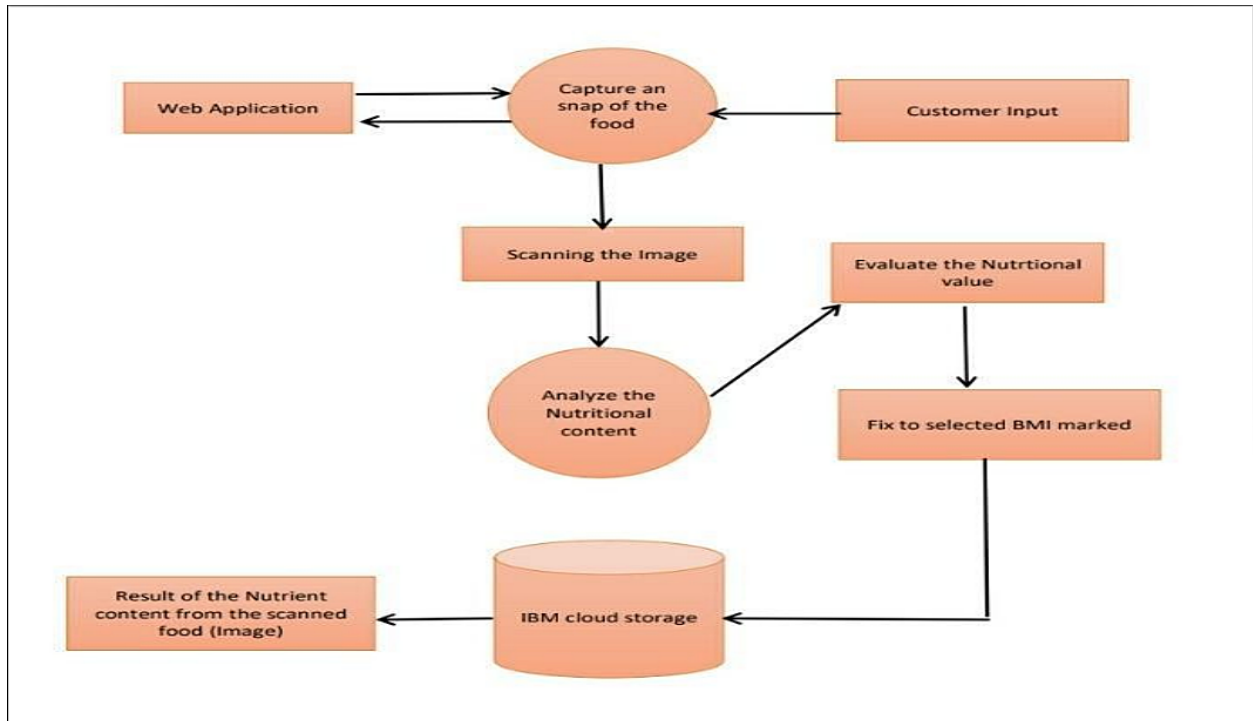 Web Application
Capture an
snap of the
food
Customer Input
Scanning the Image
Evaluate the Nutrtional
value
Analyze the
Nutritional
content
Fix to selected BMI marked
Result of the Nutrient
content from the scanned
food (Image)
IBM cloud storage